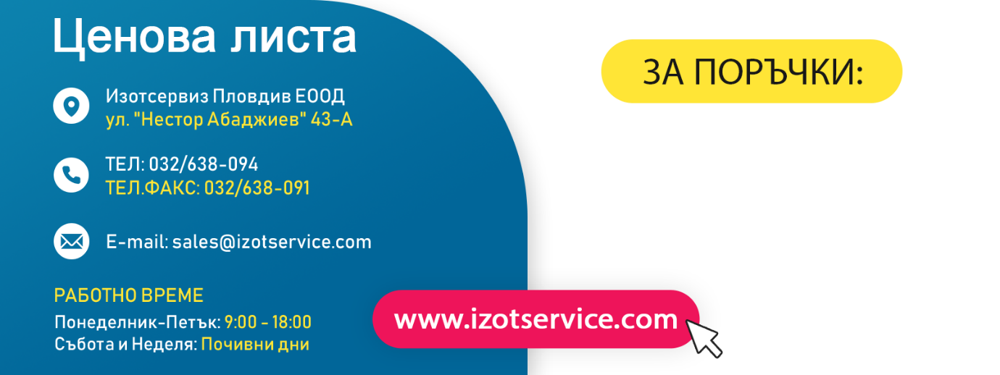 Ценова листа
Изотсервиз Пловдив ЕООД
ул. "Нестор Абаджиев" 43-А
ТЕЛ: 032/638-094
ТЕЛ.ФАКС: 032/638-091
E-mail: sales@izotservice.com
РАБОТНО ВРЕМЕ
Понеделник-Петък: 9:00 - 18:00
Събота и Неделя: Почивни дни
ЗА ПОРЪЧКИ:
www.izotservice.com